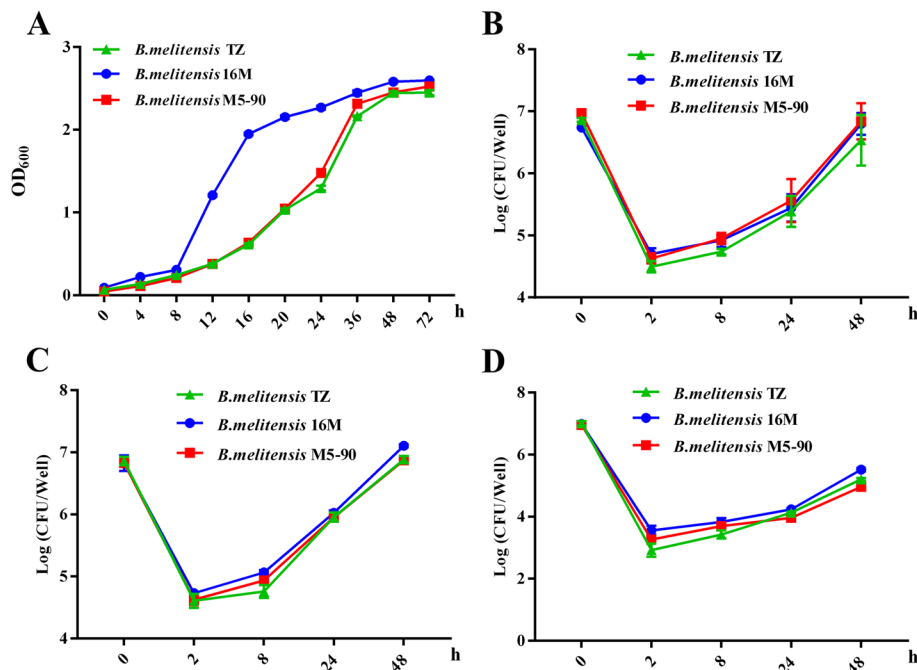 A
B.melitensis TZ
B.melitensis 16M
B.melitensis M5-90
OD600
3
2
1
0
0 4 8 12 16 20 24 36 48 72 h
B
B.melitensis TZ
B.melitensis 16M
B.melitensis M5-90
Log (CFU/Well)
8
7
6
5
4
0 2 8 24 48 h
C
B.melitensis TZ
B.melitensis 16M
B.melitensis M5-90
Log (CFU/Well)
8
7
6
5
4
0 2 8 24 48 h
D
B.melitensis TZ
B.melitensis 16M
B.melitensis M5-90
Log (CFU/Well)
8
6
4
2
0
0 2 8 24 48 h